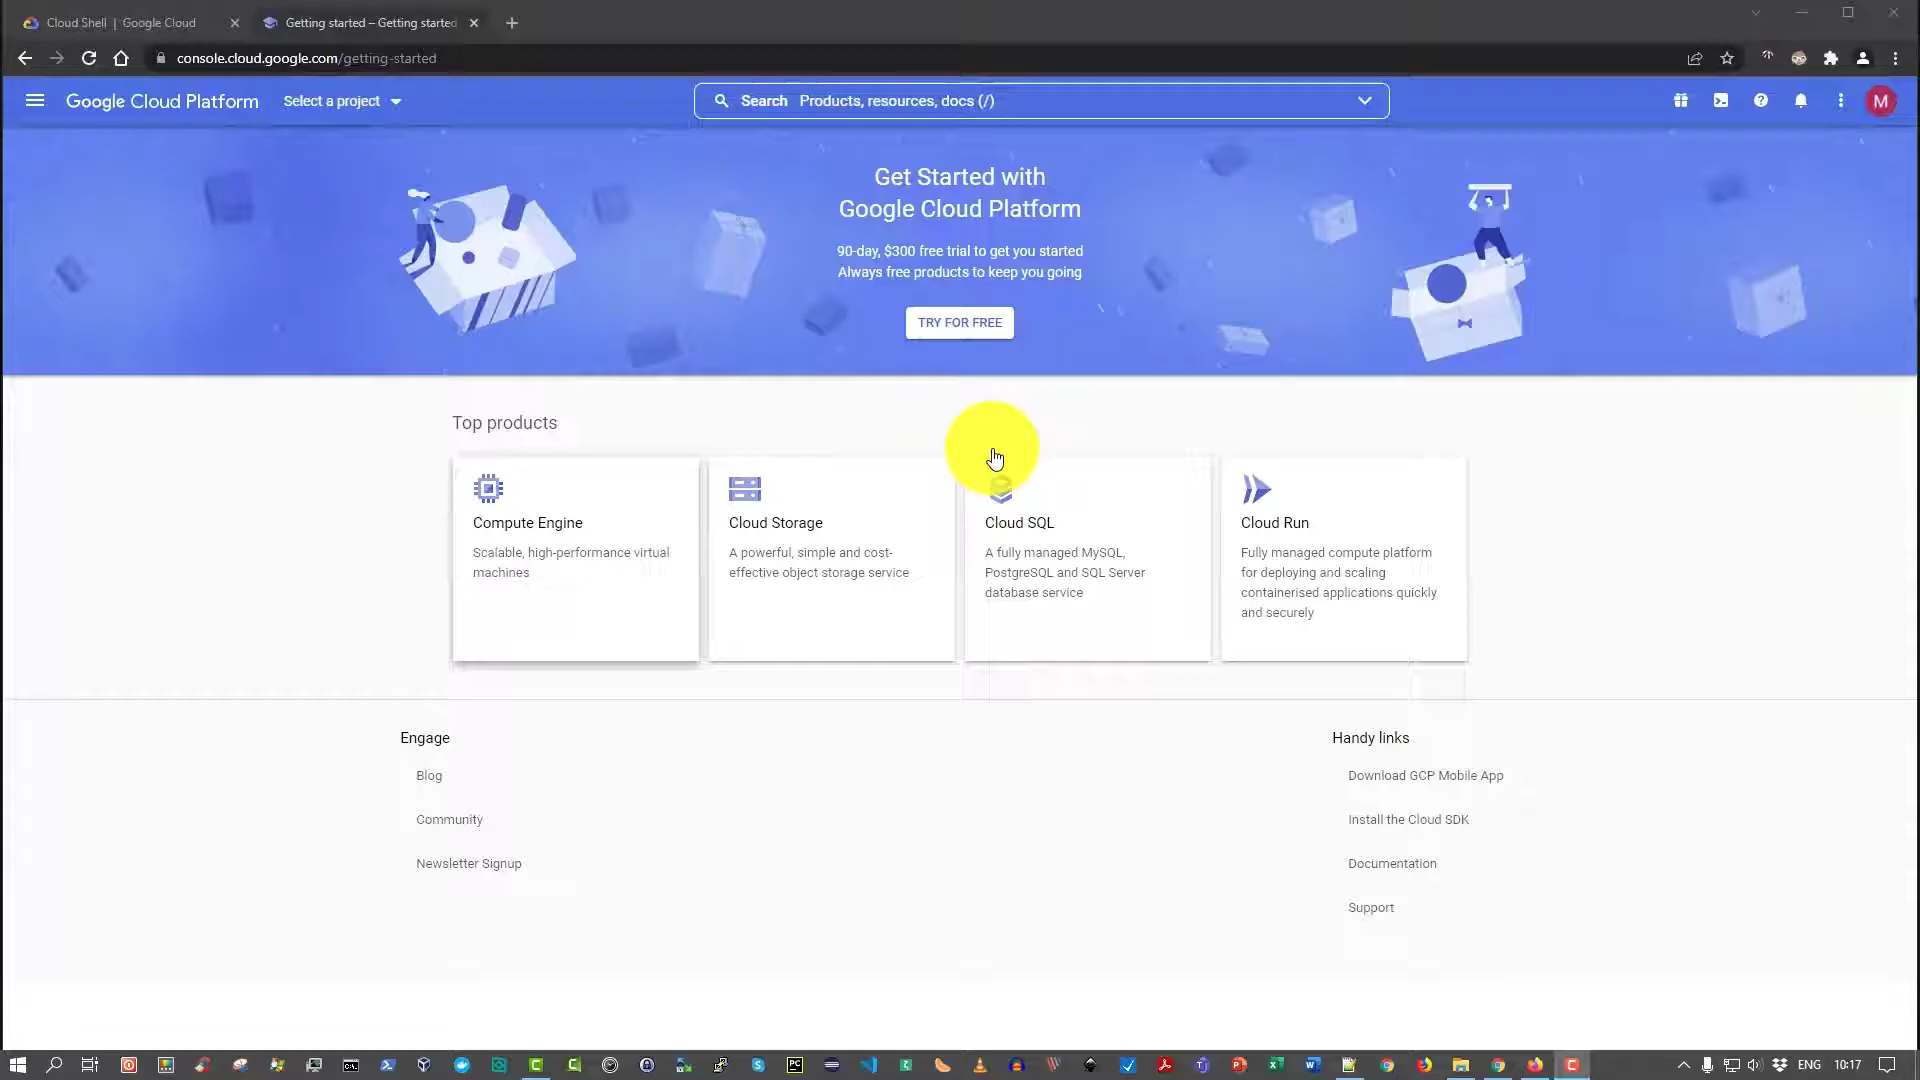 Cloud Shell | Google Cloud
Getting started – Getting started
console.cloud.google.com/getting-started
Google Cloud Platform
Select a project
Search Products, resources, docs (/)
M
Get Started with
Google Cloud Platform
90-day, $300 free trial to get you started
Always free products to keep you going
TRY FOR FREE
Top products
Compute Engine
Scalable, high-performance virtual
machines
Cloud Storage
A powerful, simple and cost-
effective object storage service
Cloud SQL
A fully managed MySQL,
PostgreSQL and SQL Server
database service
Cloud Run
Fully managed compute platform
for deploying and scaling
containerised applications quickly
and securely
Engage
Blog
Community
Newsletter Signup
Handy links
Download GCP Mobile App
Install the Cloud SDK
Documentation
Support
ENG
10:17